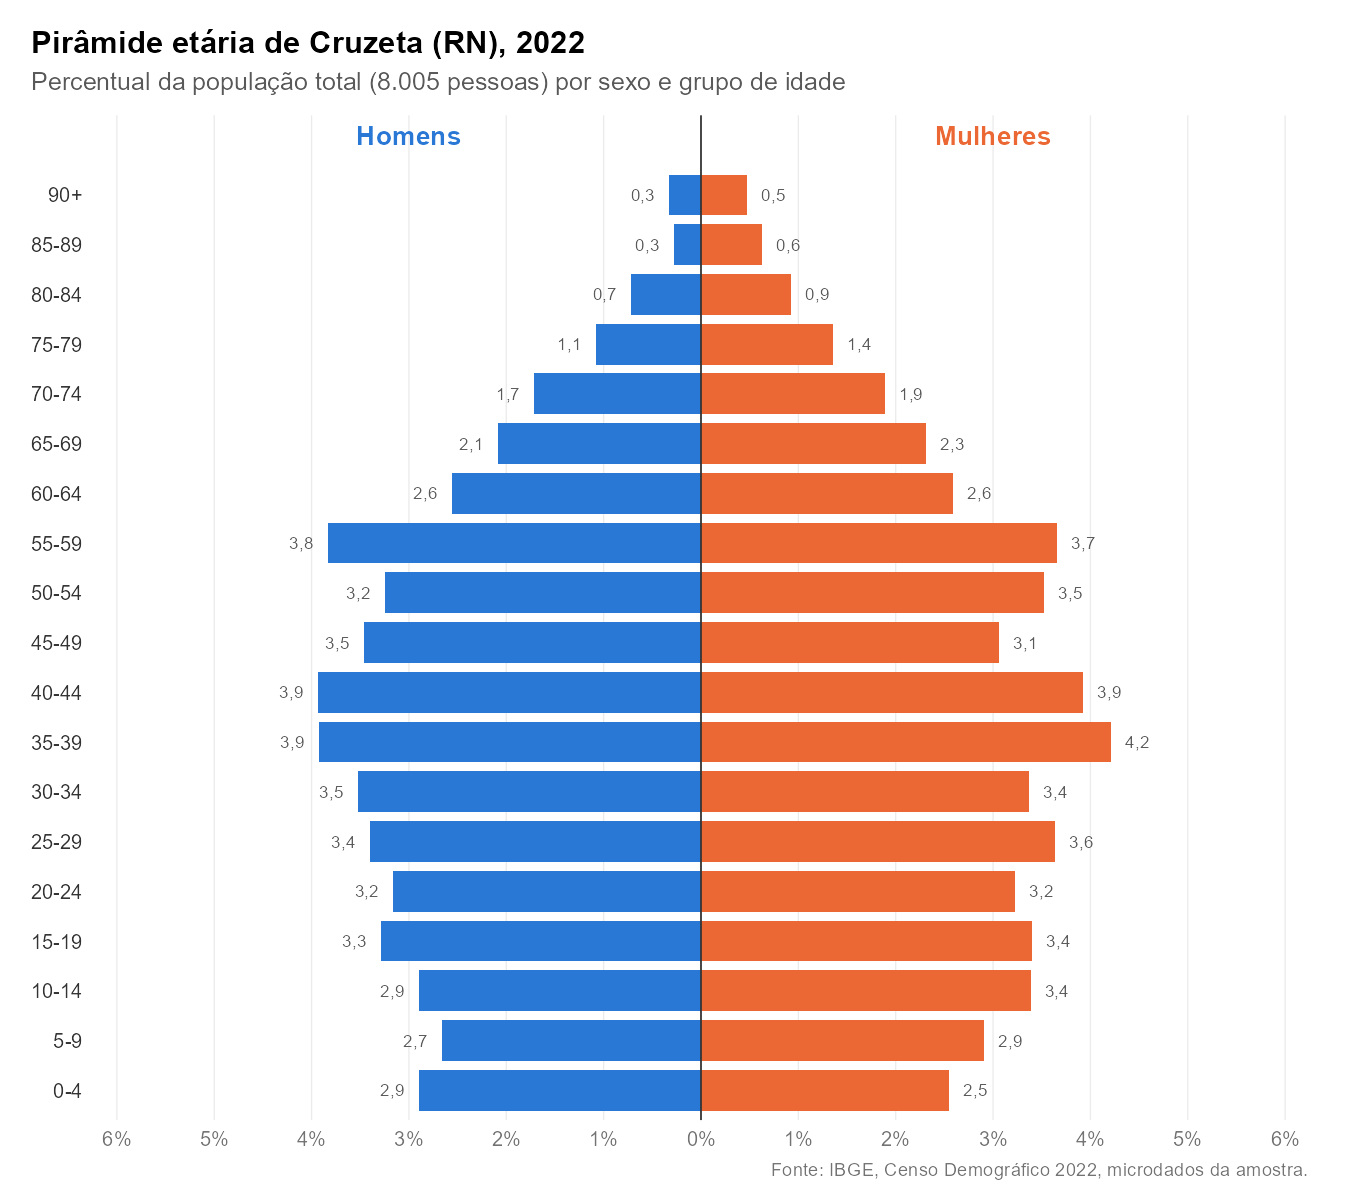 Pirâmide etária de Cruzeta (RN), 2022
Percentual da população total (8.005 pessoas) por sexo e grupo de idade
Homens Mulheres
90+ 0,3 0,5
85-89 0,3 0,6
80-84 0,7 0,9
75-79 1,1 1,4
70-74 1,7 1,9
65-69 2,1 2,3
60-64 2,6 2,6
55-59 3,8 3,7
50-54 3,2 3,5
45-49 3,5 3,1
40-44 3,9 3,9
35-39 3,9 4,2
30-34 3,5 3,4
25-29 3,4 3,6
20-24 3,2 3,2
15-19 3,3 3,4
10-14 2,9 3,4
5-9 2,7 2,9
0-4 2,9 2,5
6% 5% 4% 3% 2% 1% 0% 1% 2% 3% 4% 5% 6%
Fonte: IBGE, Censo Demográfico 2022, microdados da amostra.